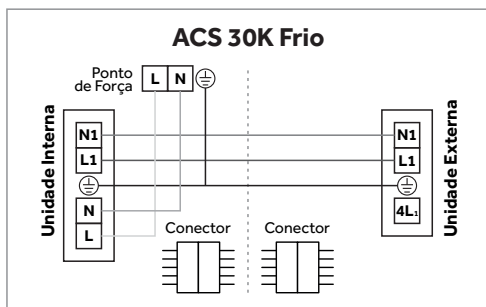 ACS 30K Frio
Ponto
de Força
L N
Unidade Interna
N1
L1
N
L
Conector
Conector
N1
L1
4L1
Unidade Externa